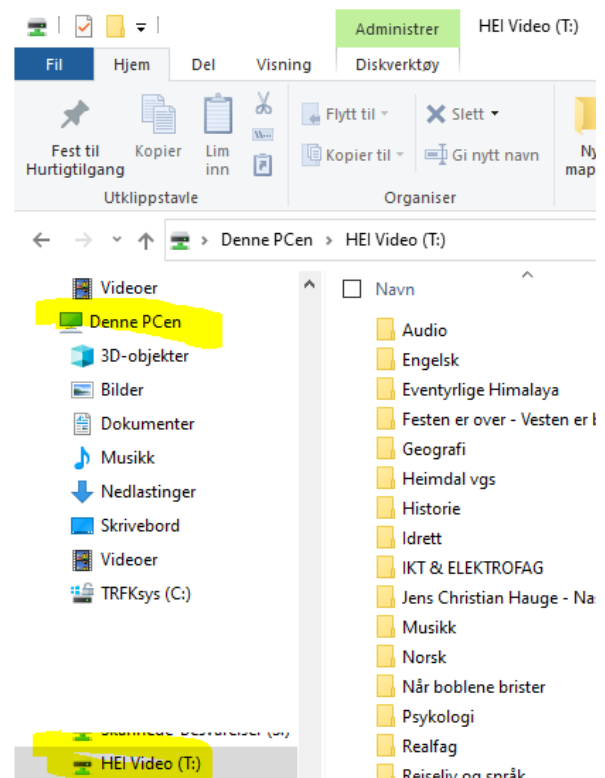 Administrer HEI Video (T:)
Fil Hjem Del Visning Diskverktøy
Fest til Hurtigtilgang
Kopier
Lim inn
Flytt til
Kopier til
Slett
Gi nytt navn
Utklippstavle
Organiser
Denne PCen > HEI Video (T:)
Videoer
Denne PCen
3D-objekter
Bilder
Dokumenter
Musikk
Nedlastinger
Skrivebord
Videoer
TRFKsys (C:)
HEI Video (T:)
Navn
Audio
Engelsk
Eventyrlige Himalaya
Festen er over - Vesten er
Geografi
Heimdal vgs
Historie
Idrett
IKT & ELEKTROFAG
Jens Christian Hauge -
Musikk
Norsk
Når boblene brister
Psykologi
Realfag
Reiseliv og språk